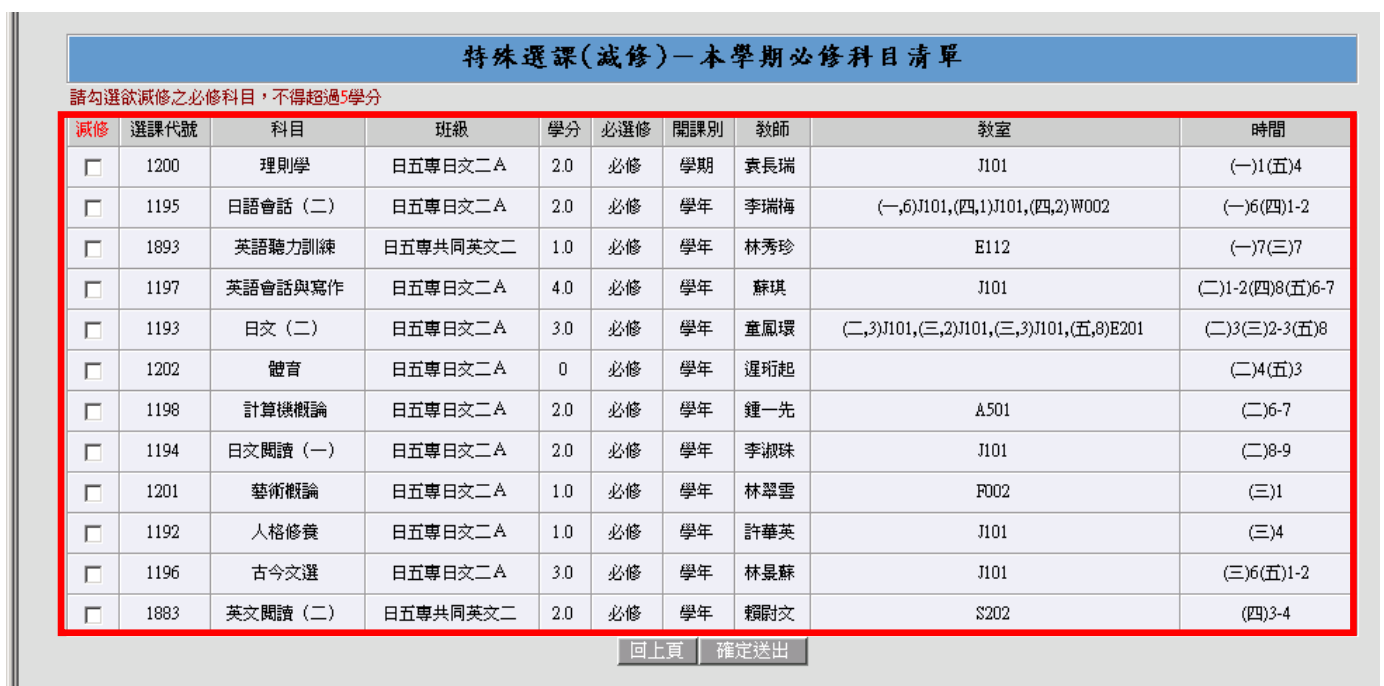 特殊選課(減修)－本學期必修科目清單
請勾選欲減修之必修科目，不得超過5學分
減修 選課代號 科目 班級 學分 必選修 開課別 教師 教室 時間
1200 理則學 日五專日文二A 2.0 必修 學期 袁長瑞 J101 (一)1(五)4
1195 日語會話（二） 日五專日文二A 2.0 必修 學年 李瑞梅 (一,6)J101,(四,1)J101,(四,2)W002 (一)6(四)1-2
1893 英語聽力訓練 日五專共同英文二 1.0 必修 學年 林秀珍 E112 (一)7(三)7
1197 英語會話與寫作 日五專日文二A 4.0 必修 學年 蘇琪 J101 (二)1-2(四)8(五)6-7
1193 日文（二） 日五專日文二A 3.0 必修 學年 童鳳環 (二,3)J101,(三,2)J101,(三,3)J101,(五,8)E201 (二)3(三)2-3(五)8
1202 體育 日五專日文二A 0 必修 學年 遲珩起 (二)4(五)3
1198 計算機概論 日五專日文二A 2.0 必修 學年 鍾一先 A501 (二)6-7
1194 日文閱讀（一） 日五專日文二A 2.0 必修 學年 李淑珠 J101 (二)8-9
1201 藝術概論 日五專日文二A 1.0 必修 學年 林翠雲 F002 (三)1
1192 人格修養 日五專日文二A 1.0 必修 學年 許華英 J101 (三)4
1196 古今文選 日五專日文二A 3.0 必修 學年 林景蘇 J101 (三)6(五)1-2
1883 英文閱讀（二） 日五專共同英文二 2.0 必修 學年 賴尉文 S202 (四)3-4
回上頁 確定送出